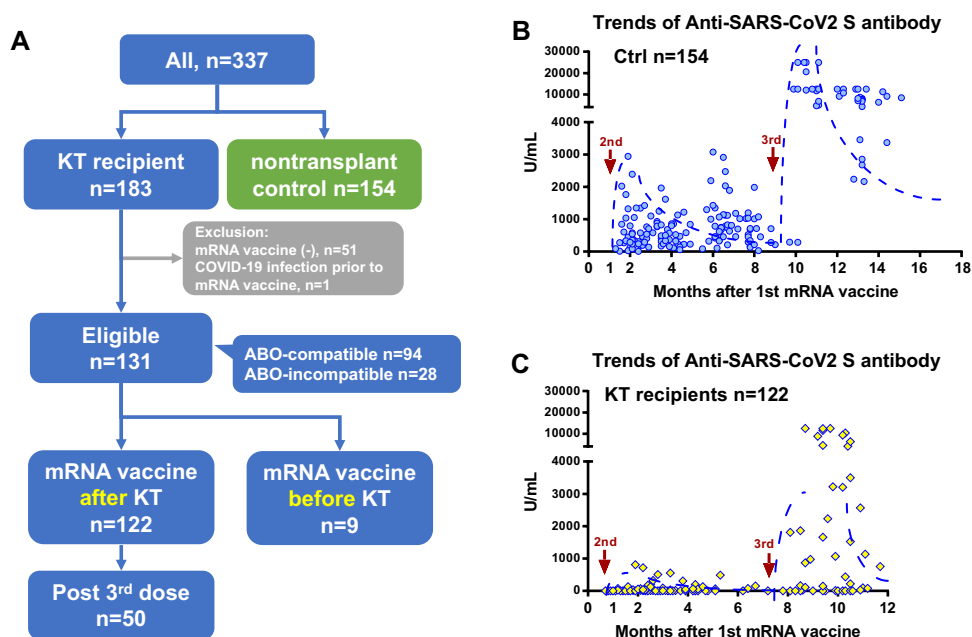 A
All, n=337
KT recipient
n=183
nontransplant
control n=154
Exclusion:
mRNA vaccine (-), n=51
COVID-19 infection prior to
mRNA vaccine, n=1
Eligible
n=131
ABO-compatible n=94
ABO-incompatible n=28
mRNA vaccine
after KT
n=122
mRNA vaccine
before KT
n=9
Post 3rd dose
n=50
B
Trends of Anti-SARS-CoV2 S antibody
Ctrl n=154
U/mL
30000
20000
10000
4000
3000
2000
1000
0
2nd
3rd
0 1 2 4 6 8 10 12 14 16 18
Months after 1st mRNA vaccine
C
Trends of Anti-SARS-CoV2 S antibody
KT recipients n=122
U/mL
30000
20000
10000
4000
3000
2000
1000
0
2nd
3rd
0 1 2 4 6 8 10 12
Months after 1st mRNA vaccine